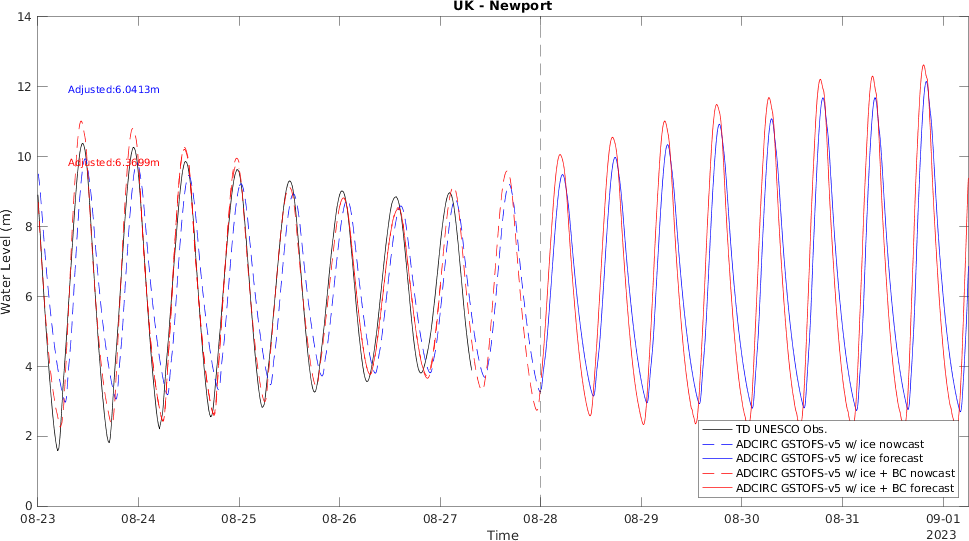 UK - Newport
14
12
10
8
6
4
2
0
Water Level (m)
Adjusted:6.0413m
Adjusted:6.3699m
TD UNESCO Obs.
ADCIRC GSTOFS-v5 w/ ice nowcast
ADCIRC GSTOFS-v5 w/ ice forecast
ADCIRC GSTOFS-v5 w/ ice + BC nowcast
ADCIRC GSTOFS-v5 w/ ice + BC forecast
08-23 08-24 08-25 08-26 08-27 08-28 08-29 08-30 08-31 09-01
2023
Time